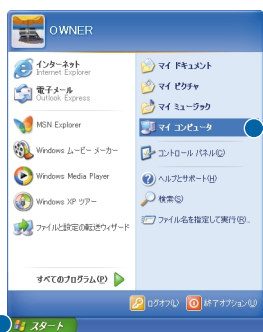 OWNER
インターネット
Internet Explorer
電子メール
Outlook Express
MSN Explorer
Windows ムービー メーカー
Windows Media Player
Windows XP ツアー
ファイルと設定の転送ウィザード
すべてのプログラム(P)
マイ ドキュメント
マイ ピクチャ
マイ ミュージック
マイ コンピュータ
コントロール パネル(C)
ヘルプとサポート(H)
検索(S)
ファイル名を指定して実行(R)...
ログオフ(L)
終了オプション(U)
スタート